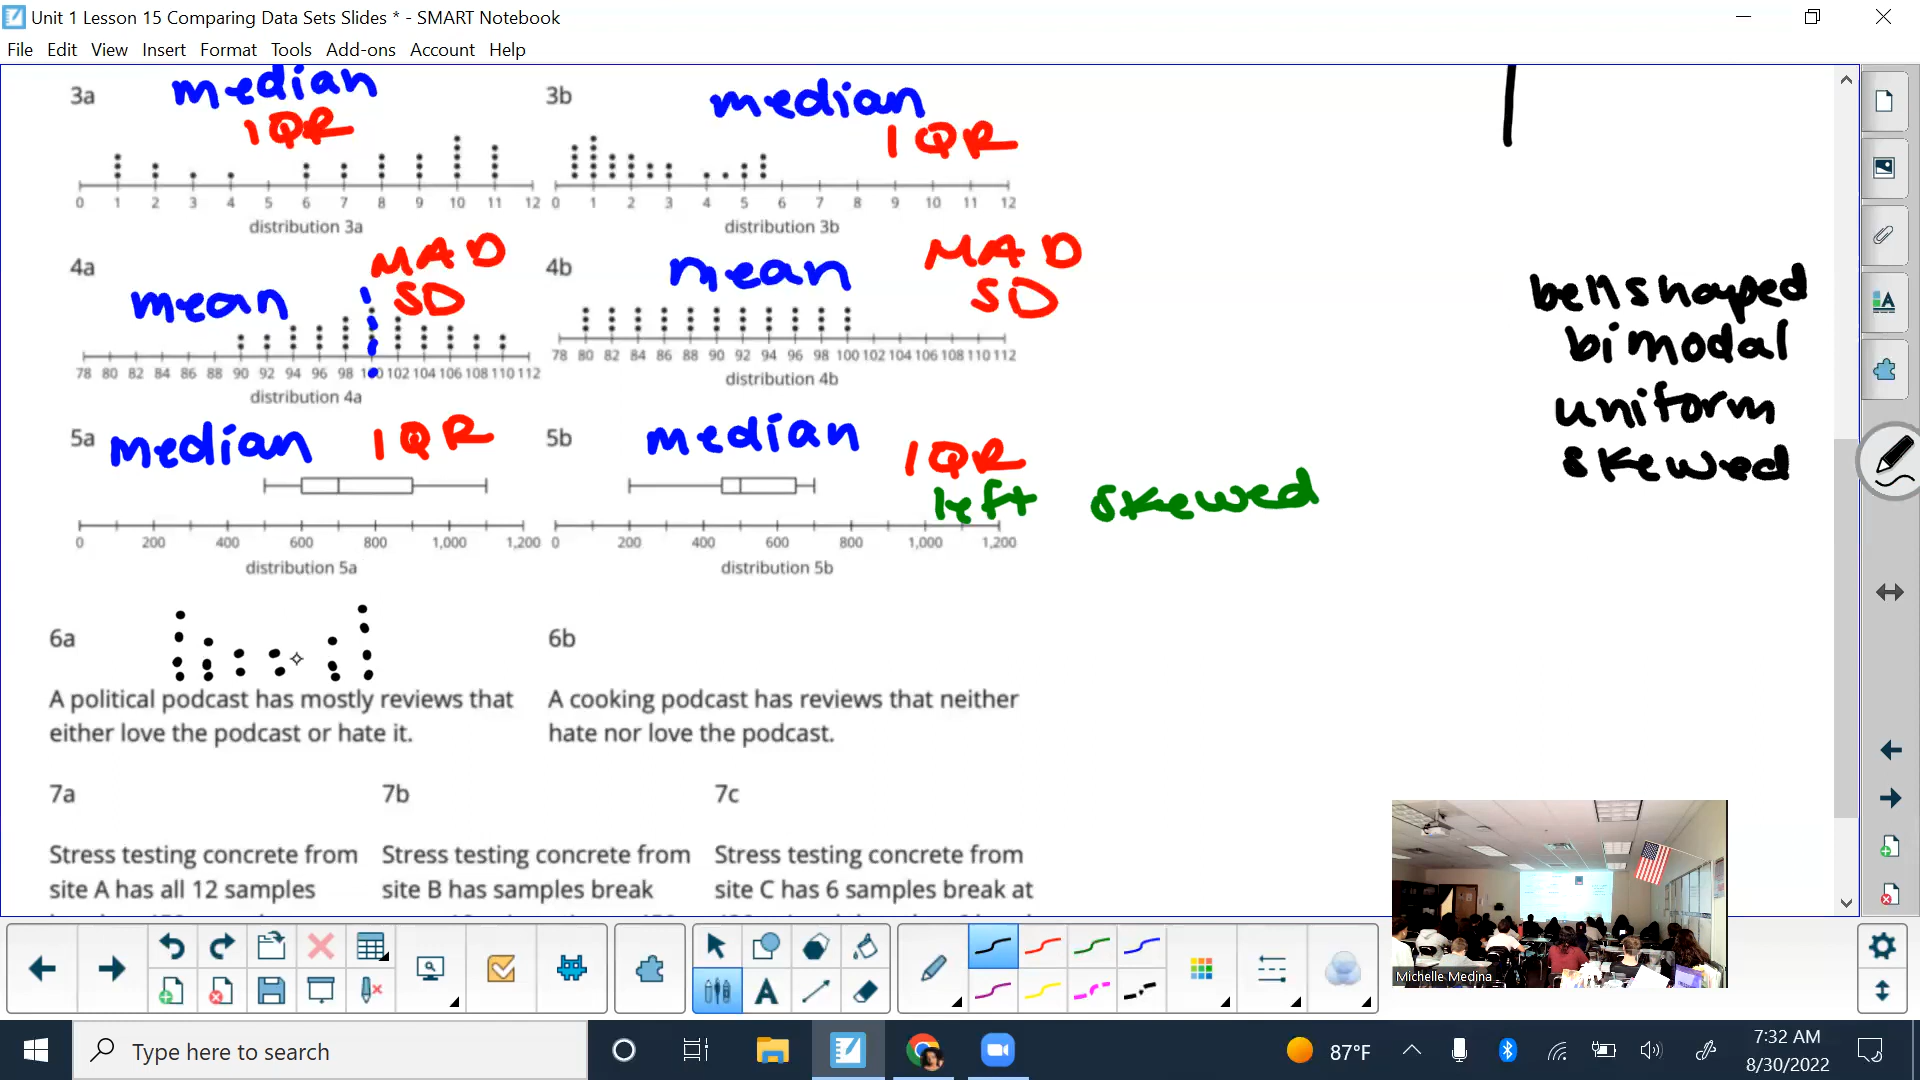 Unit 1 Lesson 15 Comparing Data Sets Slides * - SMART Notebook
File Edit View Insert Format Tools Add-ons Account Help
3a median 3b median
IQR IQR
0 1 2 3 4 5 6 7 8 9 10 11 12 0 1 2 3 4 5 6 7 8 9 10 11 12
distribution 3a distribution 3b
4a mean MAD SD 4b mean MAD SD
78 80 82 84 86 88 90 92 94 96 98 100 102 104 106 108 110 112
78 80 82 84 86 88 90 92 94 96 98 100 102 104 106 108 110 112
distribution 4a distribution 4b
bellshaped
bimodal
uniform
skewed
5a median IQR 5b median IQR
left skewed
0 200 400 600 800 1,000 1,200 0 200 400 600 800 1,000 1,200
distribution 5a distribution 5b
6a 6b
A political podcast has mostly reviews that
either love the podcast or hate it.
A cooking podcast has reviews that neither
hate nor love the podcast.
7a 7b 7c
Stress testing concrete from
site A has all 12 samples
Stress testing concrete from
site B has samples break
Stress testing concrete from
site C has 6 samples break at
Michelle Medina
Type here to search
87°F
7:32 AM
8/30/2022